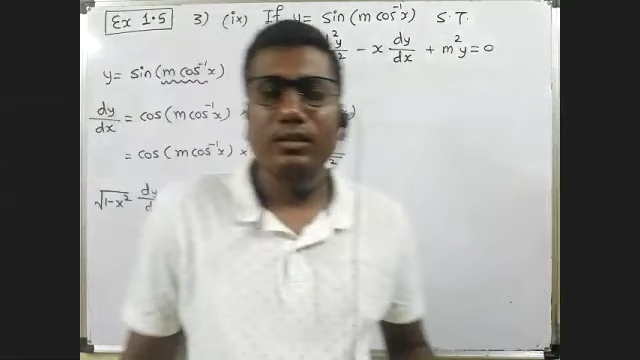 Ex 1.5 3) (ix) If y = sin (m cos⁻¹x) S.T.
d²y − x dy/dx + m²y = 0
y = sin (m cos⁻¹x)
dy/dx = cos (m cos⁻¹x) × x)
= cos (m cos⁻¹x) ×
√1−x² dy